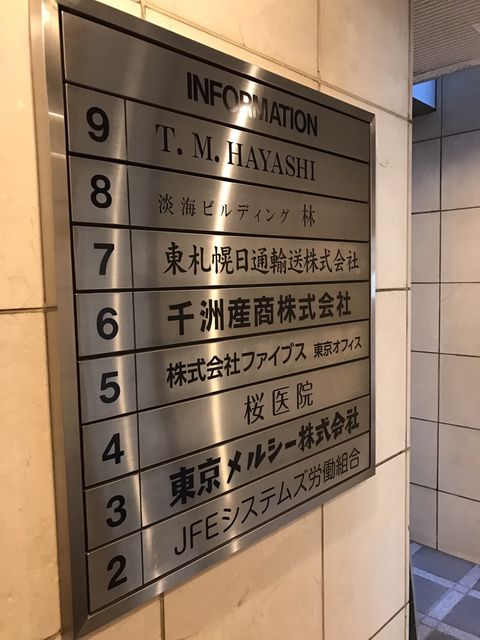 INFORMATION
9 T. M. HAYASHI
8 淡海ビルディング 林
7 東札幌日通輸送株式会社
6 千洲産商株式会社
5 株式会社ファイブス 東京オフィス
4 桜医院
3 東京メルシー株式会社
2 JFEシステムズ労働組合